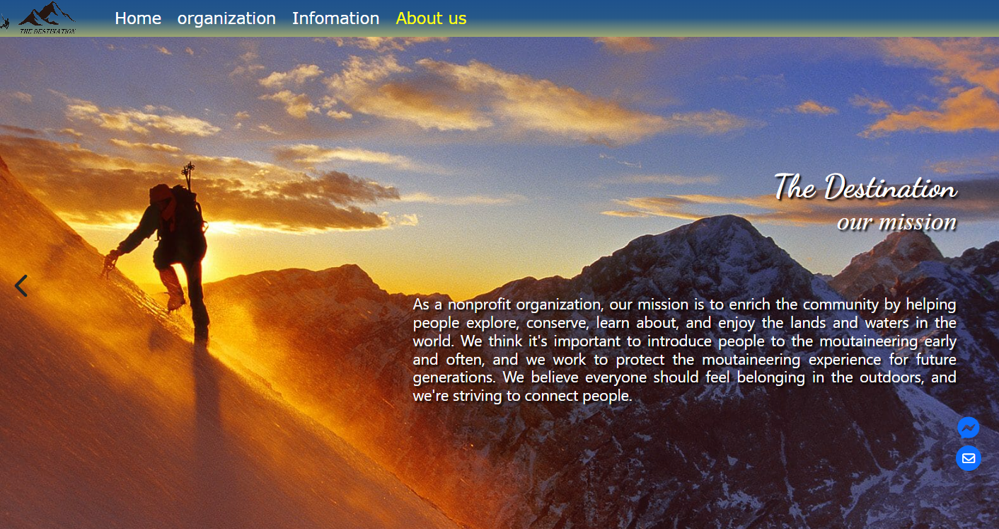 THE DESTINATION
Home organization Infomation About us
The Destination
our mission
As a nonprofit organization, our mission is to enrich the community by helping
people explore, conserve, learn about, and enjoy the lands and waters in the
world. We think it's important to introduce people to the moutaineering early
and often, and we work to protect the moutaineering experience for future
generations. We believe everyone should feel belonging in the outdoors, and
we're striving to connect people.